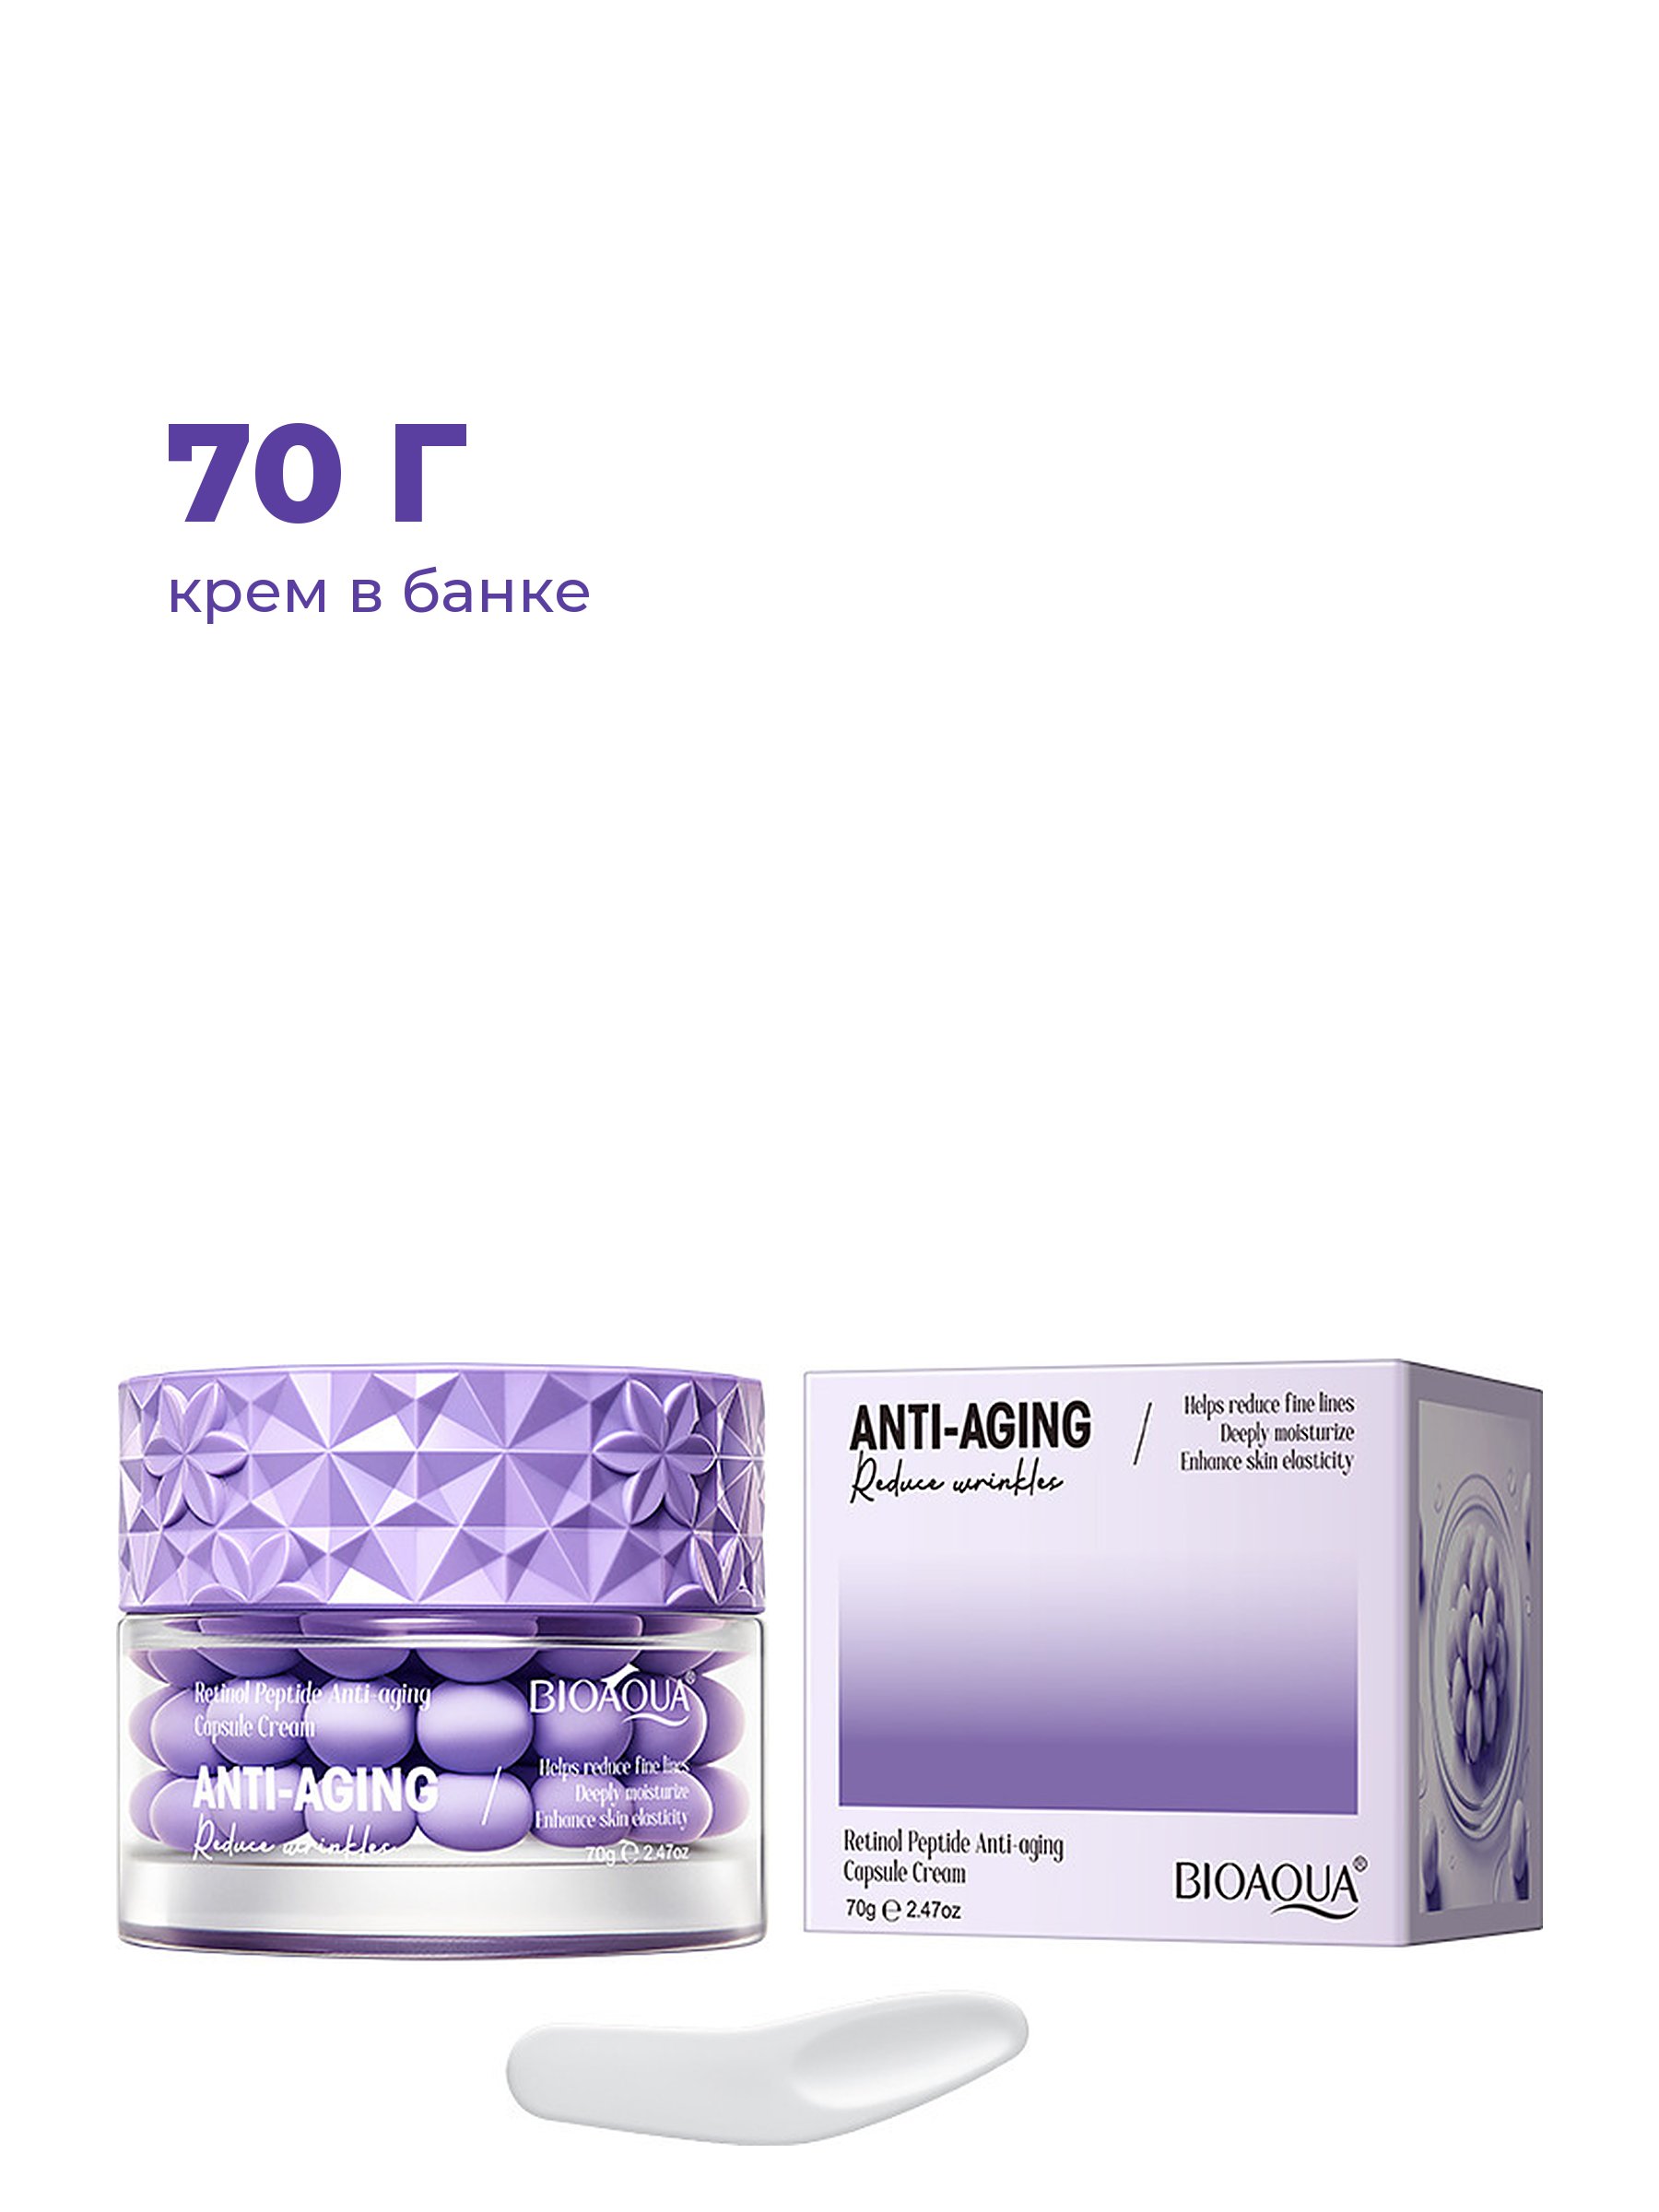 70 Г
крем в банке
Retinol Peptide Anti-aging
Capsule Cream
BIOAQUA®
ANTI-AGING /
Reduce wrinkles
Helps reduce fine lines
Deeply moisturize
Enhance skin elasticity
70g ℮ 2.47oz
ANTI-AGING /
Reduce wrinkles
Helps reduce fine lines
Deeply moisturize
Enhance skin elasticity
Retinol Peptide Anti-aging
Capsule Cream
70g ℮ 2.47oz
BIOAQUA®